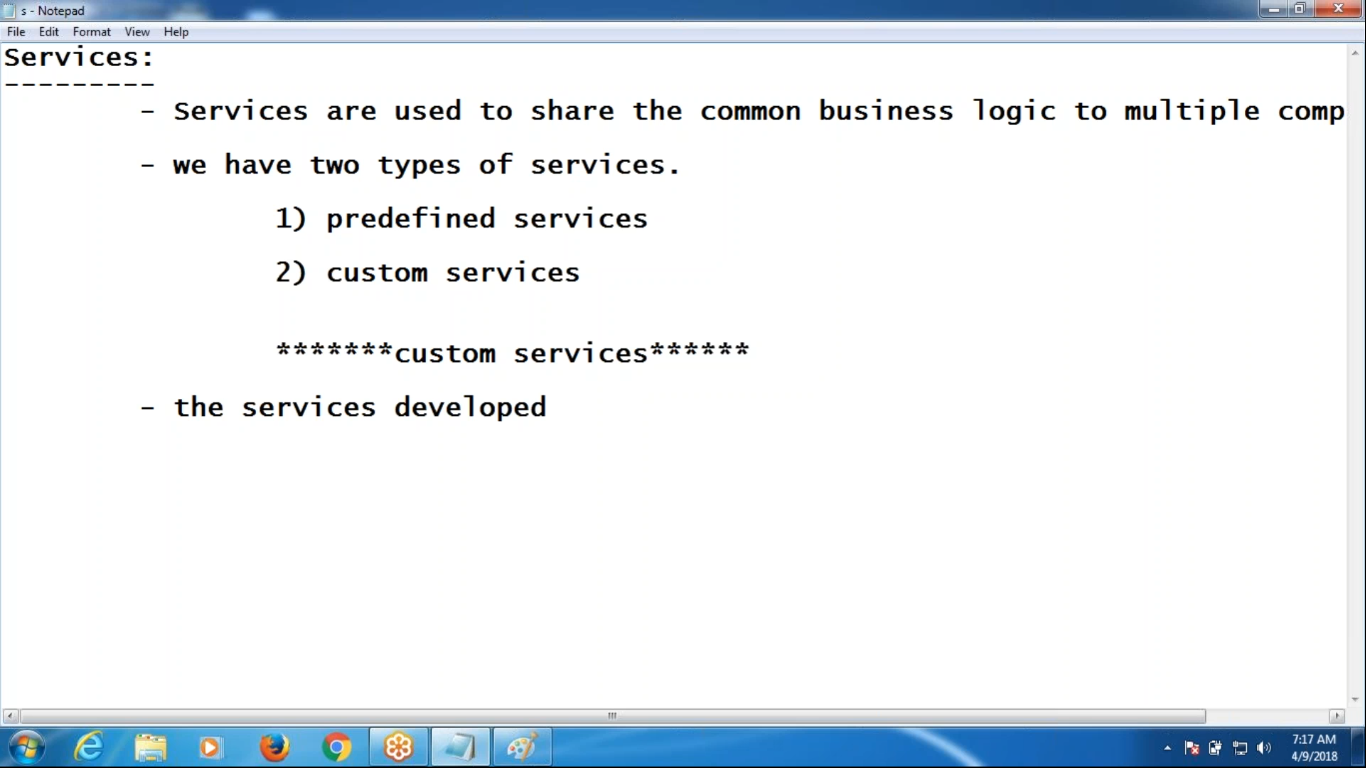 s - Notepad
File Edit Format View Help
Services:
---------
- Services are used to share the common business logic to multiple comp
- we have two types of services.
1) predefined services
2) custom services
*******custom services******
- the services developed
7:17 AM
4/9/2018